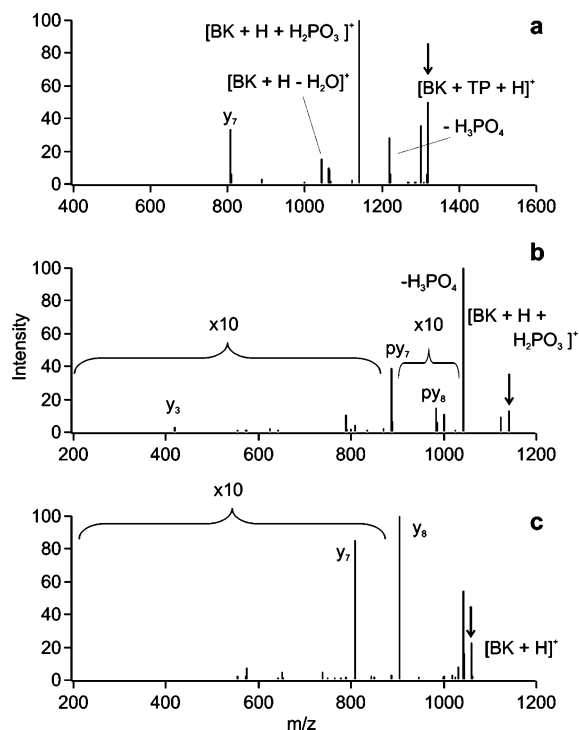 a
100
80
60
40
20
0
400 600 800 1000 1200 1400 1600
[BK + H + H₂PO₃ ]⁺
[BK + H - H₂O]⁺
y₇
[BK + TP + H]⁺
- H₃PO₄
b
100
80
60
40
20
0
200 400 600 800 1000 1200
Intensity
x10
-H₃PO₄
x10
[BK + H +
H₂PO₃ ]⁺
py₇
py₈
y₃
c
100
80
60
40
20
0
200 400 600 800 1000 1200
x10
y₇
y₈
[BK + H]⁺
m/z